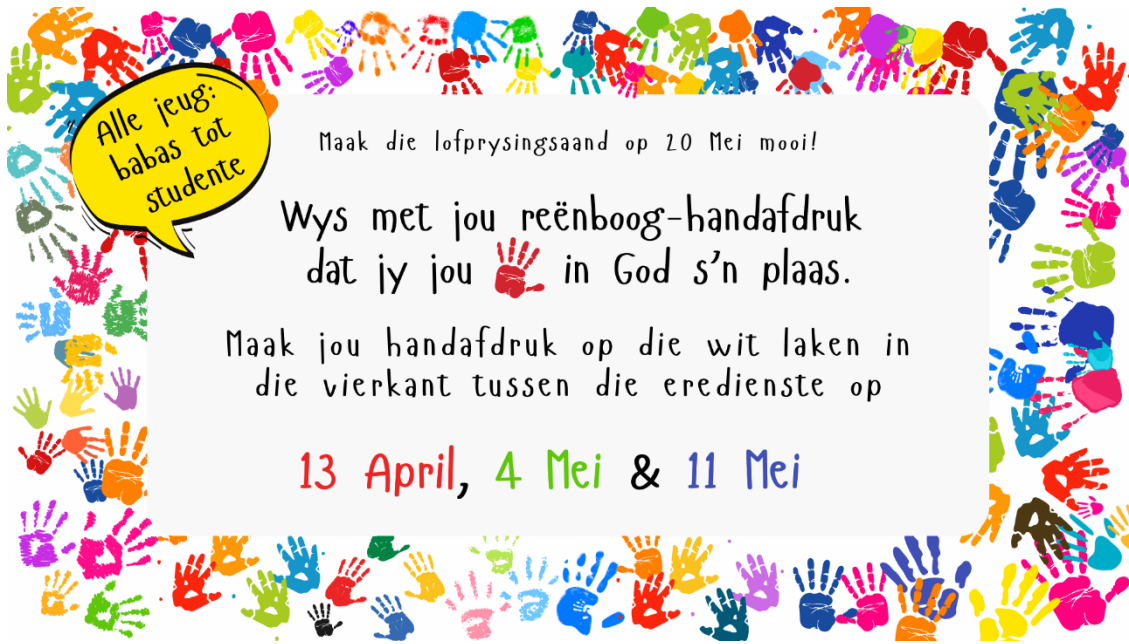 Alle jeug:
babas tot
studente
Maak die lofprysingsaand op 20 Mei mooi!
Wys met jou reënboog-handafdruk
dat jy jou in God s'n plaas.
Maak jou handafdruk op die wit laken in
die vierkant tussen die eredienste op
13 April, 4 Mei & 11 Mei